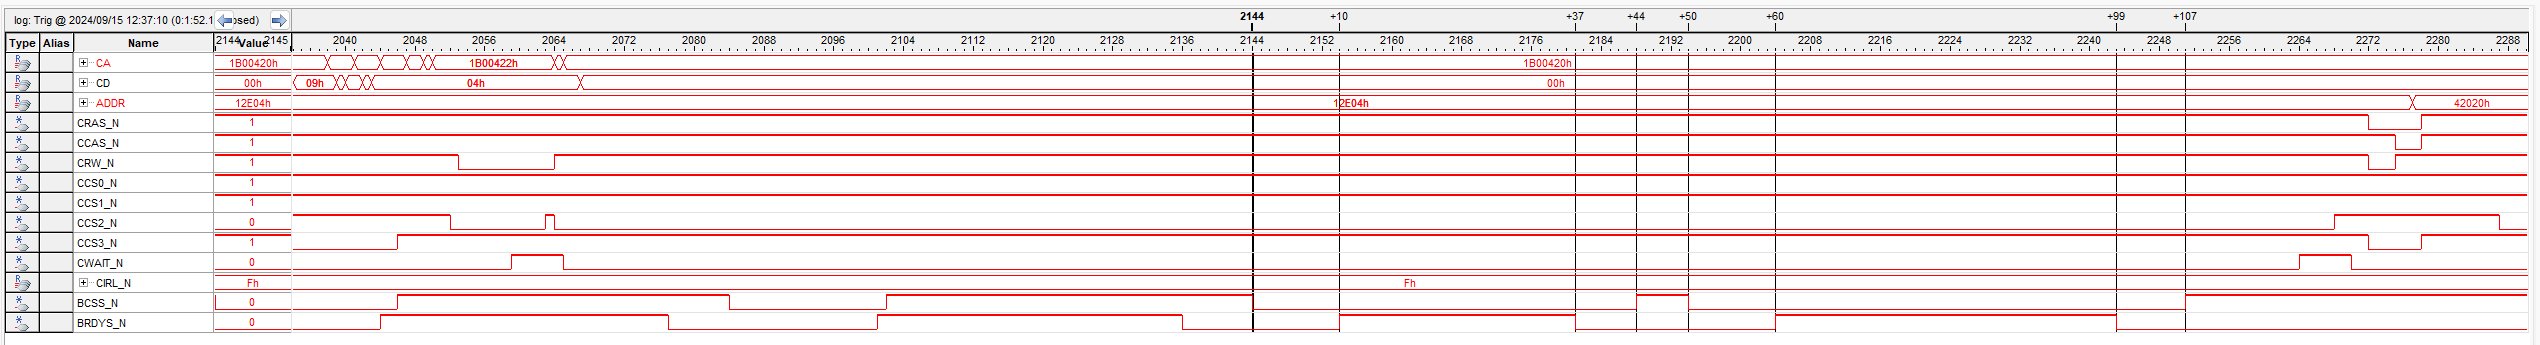 log: Trig @ 2024/09/15 12:37:10 (0:1:52.1 osed)
2144 +10 +37 +44 +50 +60 +99 +107
Type Alias Name 2144 Value 2145 2040 2048 2056 2064 2072 2080 2088 2096 2104 2112 2120 2128 2136 2144 2152 2160 2168 2176 2184 2192 2200 2208 2216 2224 2232 2240 2248 2256 2264 2272 2280 2288
CA 1B00420h 1B00422h 1B00420h
CD 00h 09h 04h 00h
ADDR 12E04h 12E04h 42020h
CRAS_N 1
CCAS_N 1
CRW_N 1
CCS0_N 1
CCS1_N 1
CCS2_N 0
CCS3_N 1
CWAIT_N 0
CIRL_N Fh Fh
BCSS_N 0
BRDYS_N 0